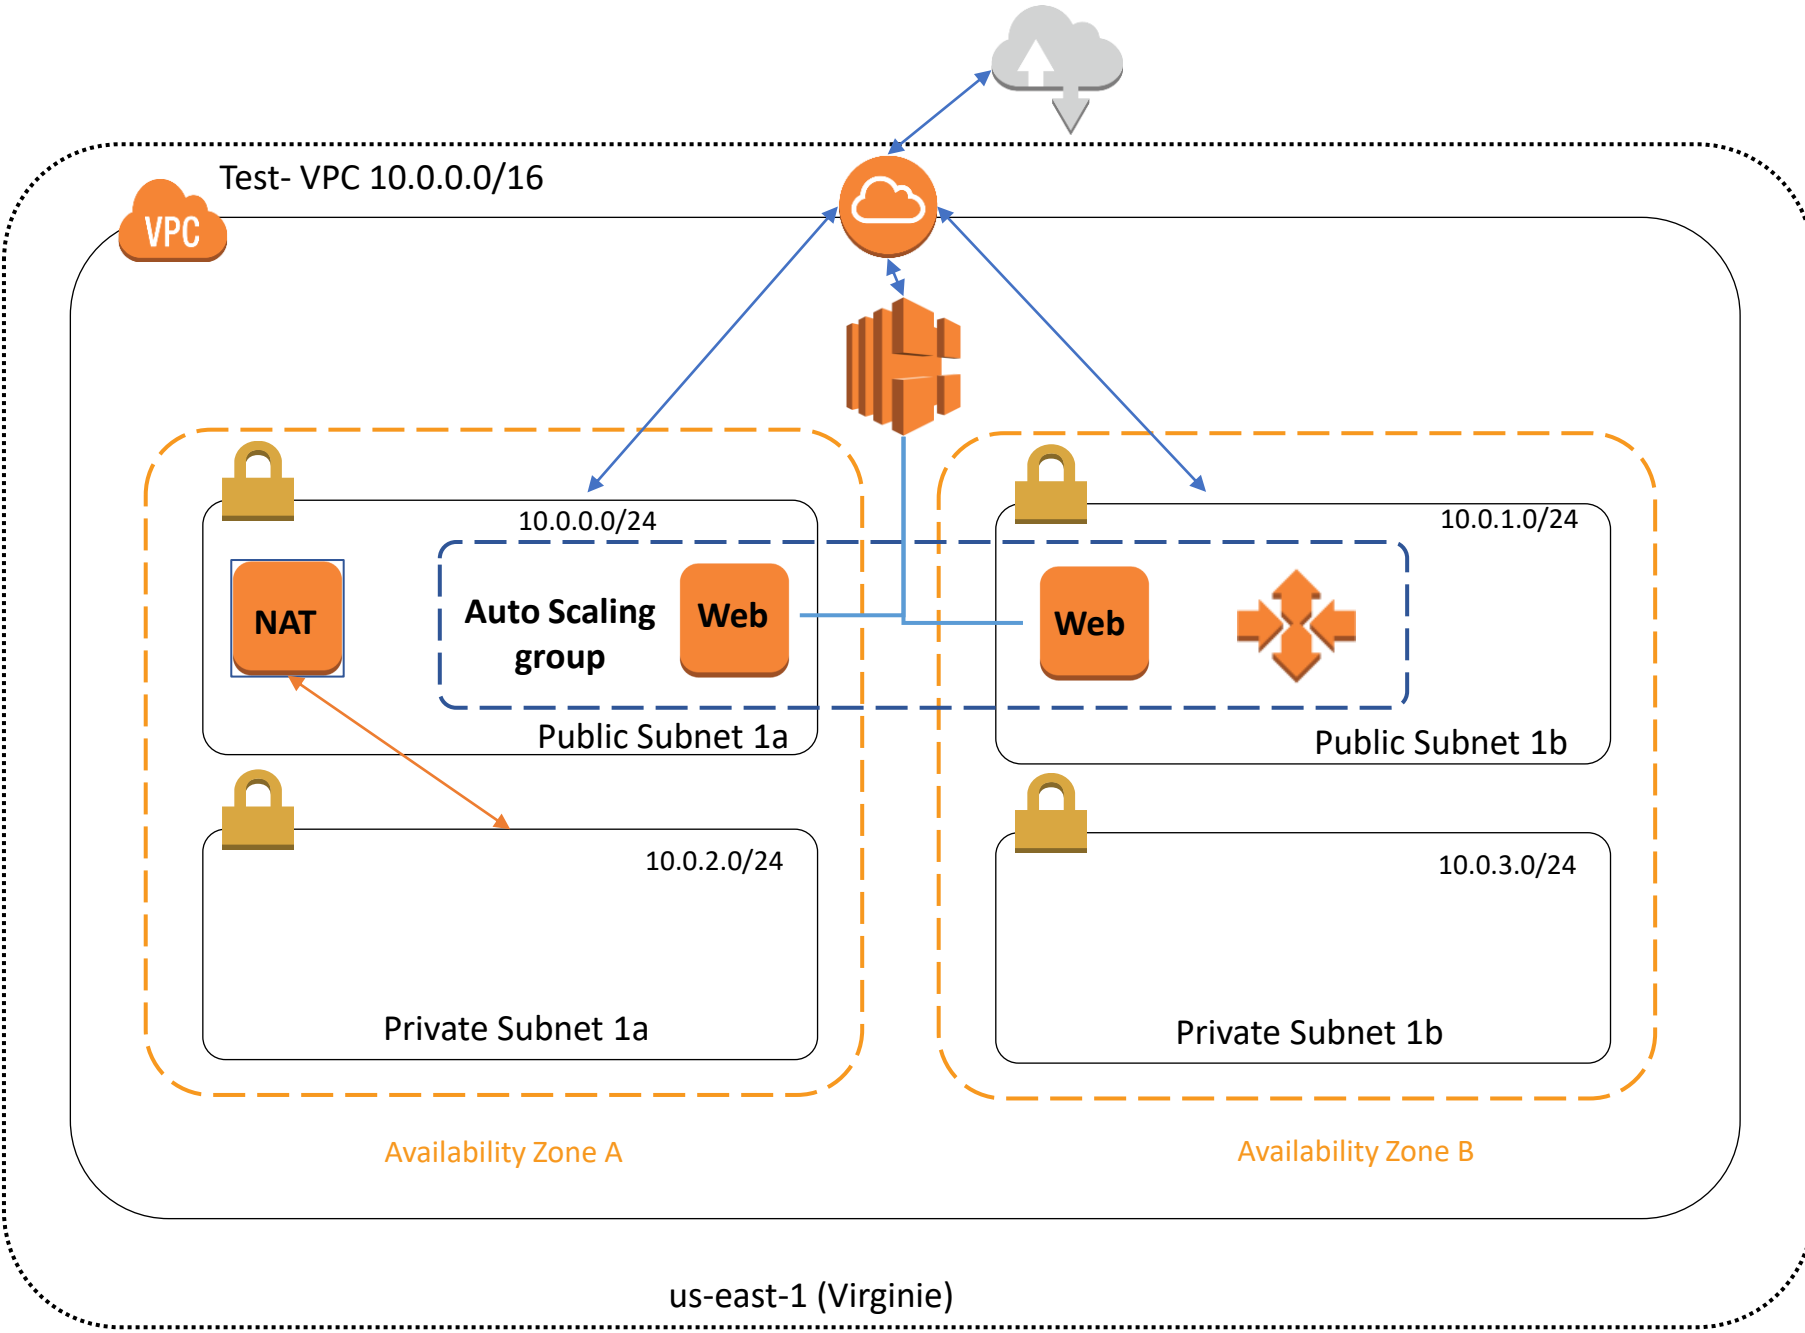 Test- VPC 10.0.0.0/16
VPC
10.0.0.0/24
10.0.1.0/24
NAT
Auto Scaling
group
Web
Web
Public Subnet 1a
Public Subnet 1b
10.0.2.0/24
10.0.3.0/24
Private Subnet 1a
Private Subnet 1b
Availability Zone A
Availability Zone B
us-east-1 (Virginie)